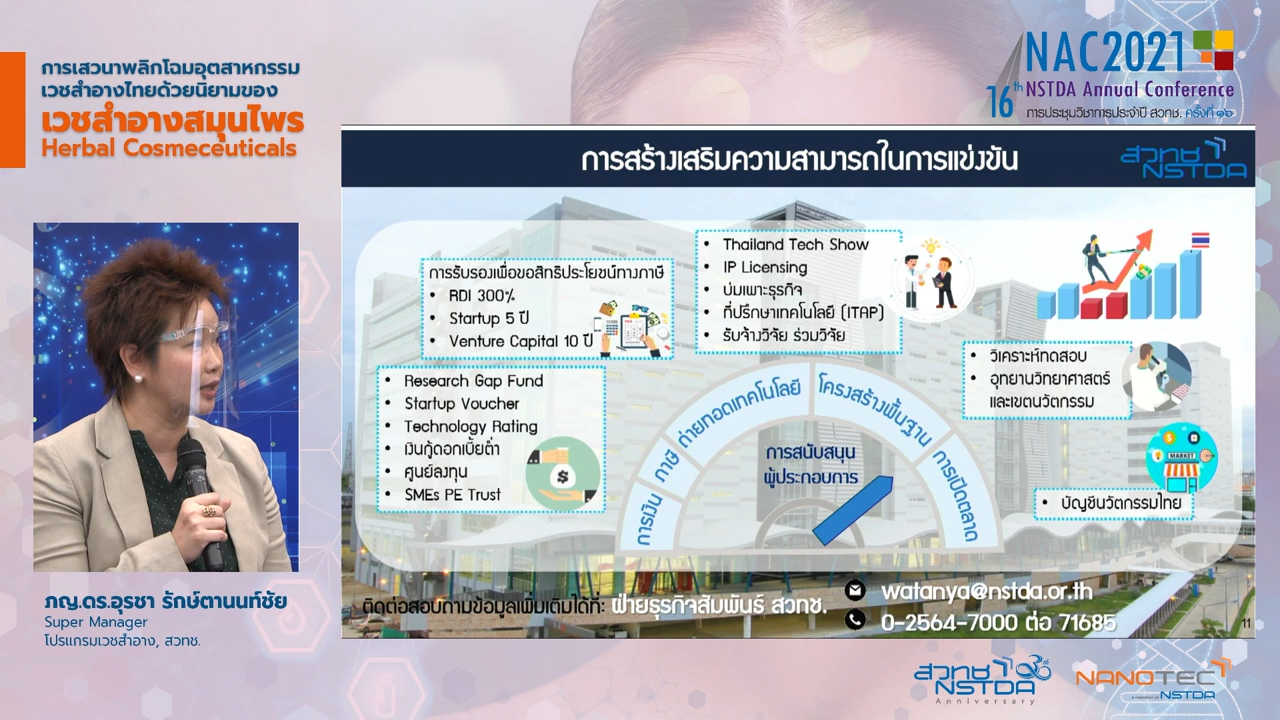 การเสวนาพลิกโฉมอุตสาหกรรม
เวชสำอางไทยด้วยนิยามของ
เวชสำอางสมุนไพร
Herbal Cosmeceuticals
NAC2021
16th NSTDA Annual Conference
การประชุมวิชาการประจำปี สวทช. ครั้งที่ ๑๖
การสร้างเสริมความสามารถในการแข่งขัน
สวทช
NSTDA
การรับรองเพื่อขอสิทธิประโยชน์ทางภาษี
• RDI 300%
• Startup 5 ปี
• Venture Capital 10 ปี
• Thailand Tech Show
• IP Licensing
• บ่มเพาะธุรกิจ
• ที่ปรึกษาเทคโนโลยี (ITAP)
• รับจ้างวิจัย ร่วมวิจัย
• Research Gap Fund
• Startup Voucher
• Technology Rating
• เงินกู้ดอกเบี้ยต่ำ
• ศูนย์ลงทุน
• SMEs PE Trust
• วิเคราะห์ทดสอบ
• อุทยานวิทยาศาสตร์
และเขตนวัตกรรม
MARKET
• บัญชีนวัตกรรมไทย
การเงิน
ภาษี
ถ่ายทอดเทคโนโลยี
โครงสร้างพื้นฐาน
การเปิดตลาด
การสนับสนุน
ผู้ประกอบการ
ติดต่อสอบถามข้อมูลเพิ่มเติมได้ที่: ฝ่ายธุรกิจสัมพันธ์ สวทช.
watanya@nstda.or.th
0-2564-7000 ต่อ 71685
11
ภญ.ดร.อุรชา รักษ์ตานนท์ชัย
Super Manager
โปรแกรมเวชสำอาง, สวทช.
สวทช
NSTDA
Anniversary
NANOTEC
a member of NSTDA